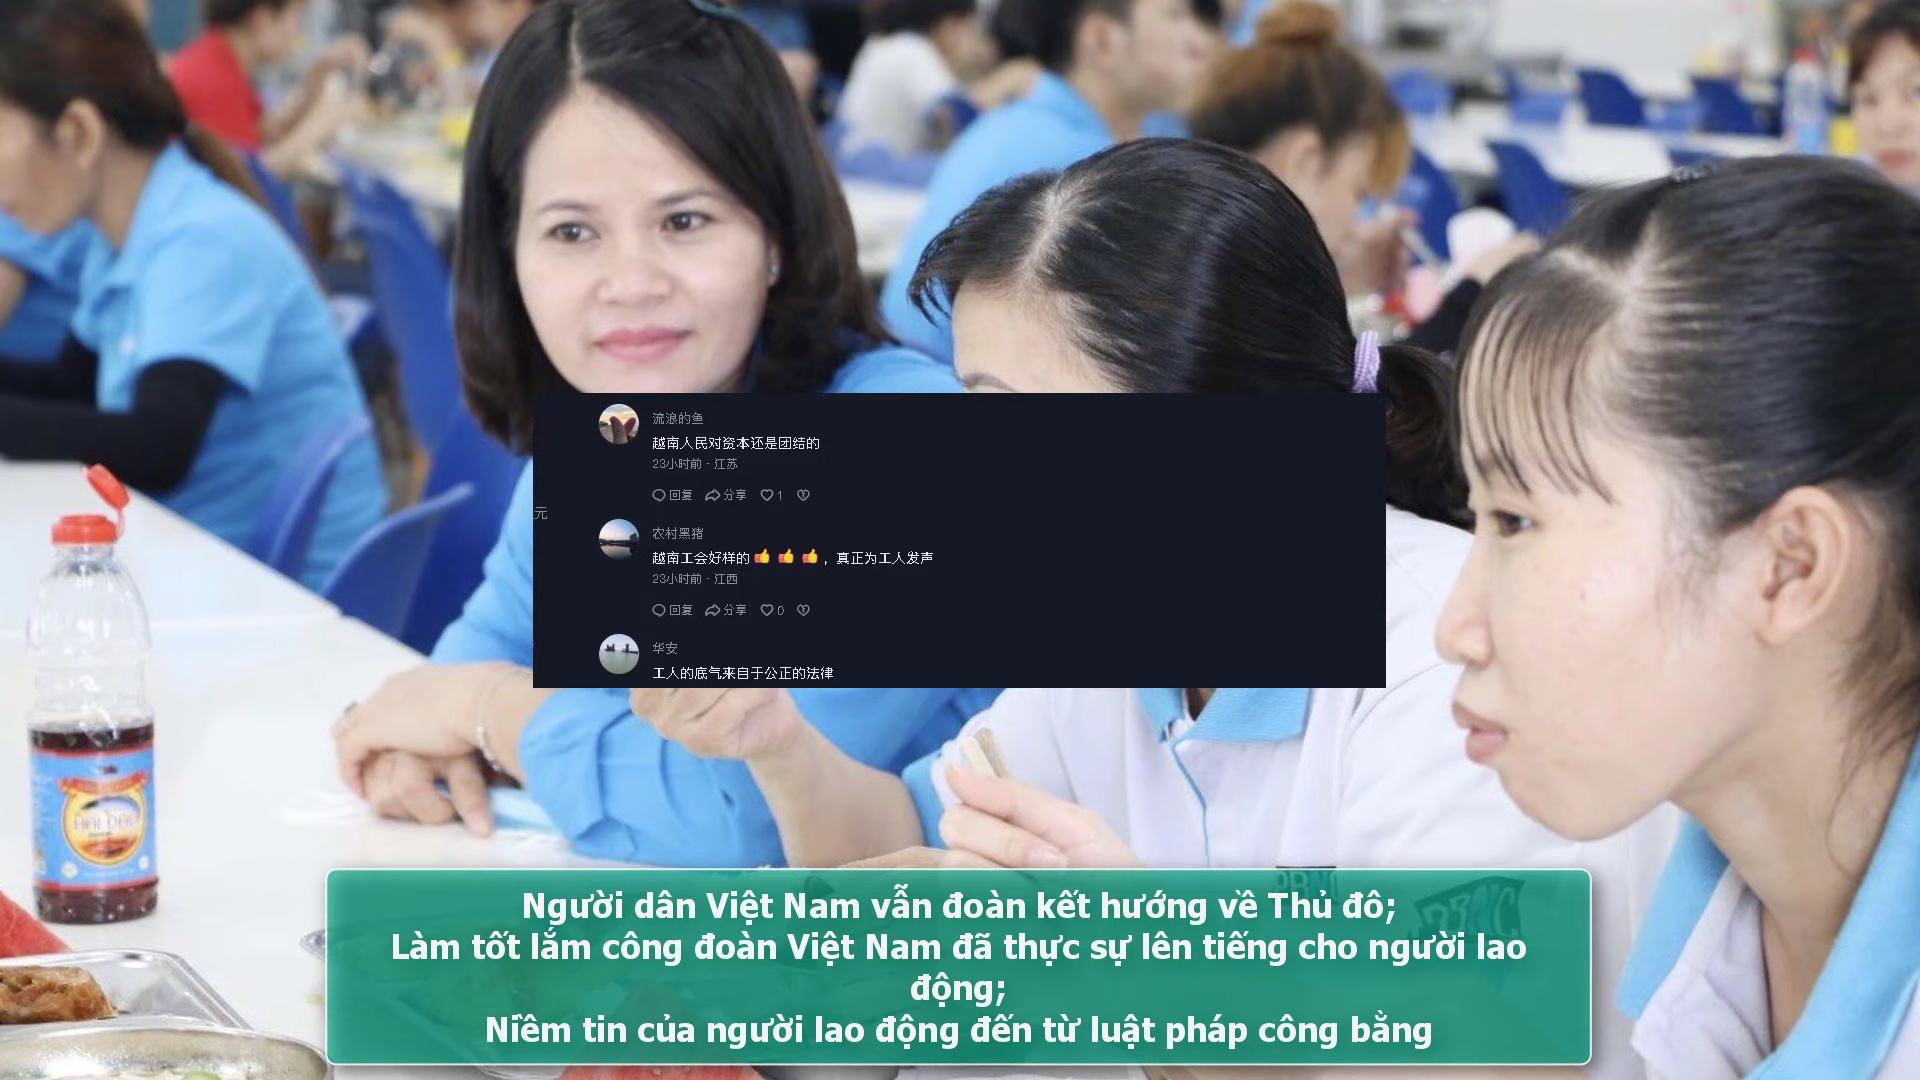 流浪的鱼
越南人民对资本还是团结的
23小时前 · 江苏
回复 分享 1
元
农村黑猪
越南工会好样的👍👍👍，真正为工人发声
23小时前 · 江西
回复 分享 0
华安
工人的底气来自于公正的法律
Người dân Việt Nam vẫn đoàn kết hướng về Thủ đô;
Làm tốt lắm công đoàn Việt Nam đã thực sự lên tiếng cho người lao
động;
Niềm tin của người lao động đến từ luật pháp công bằng